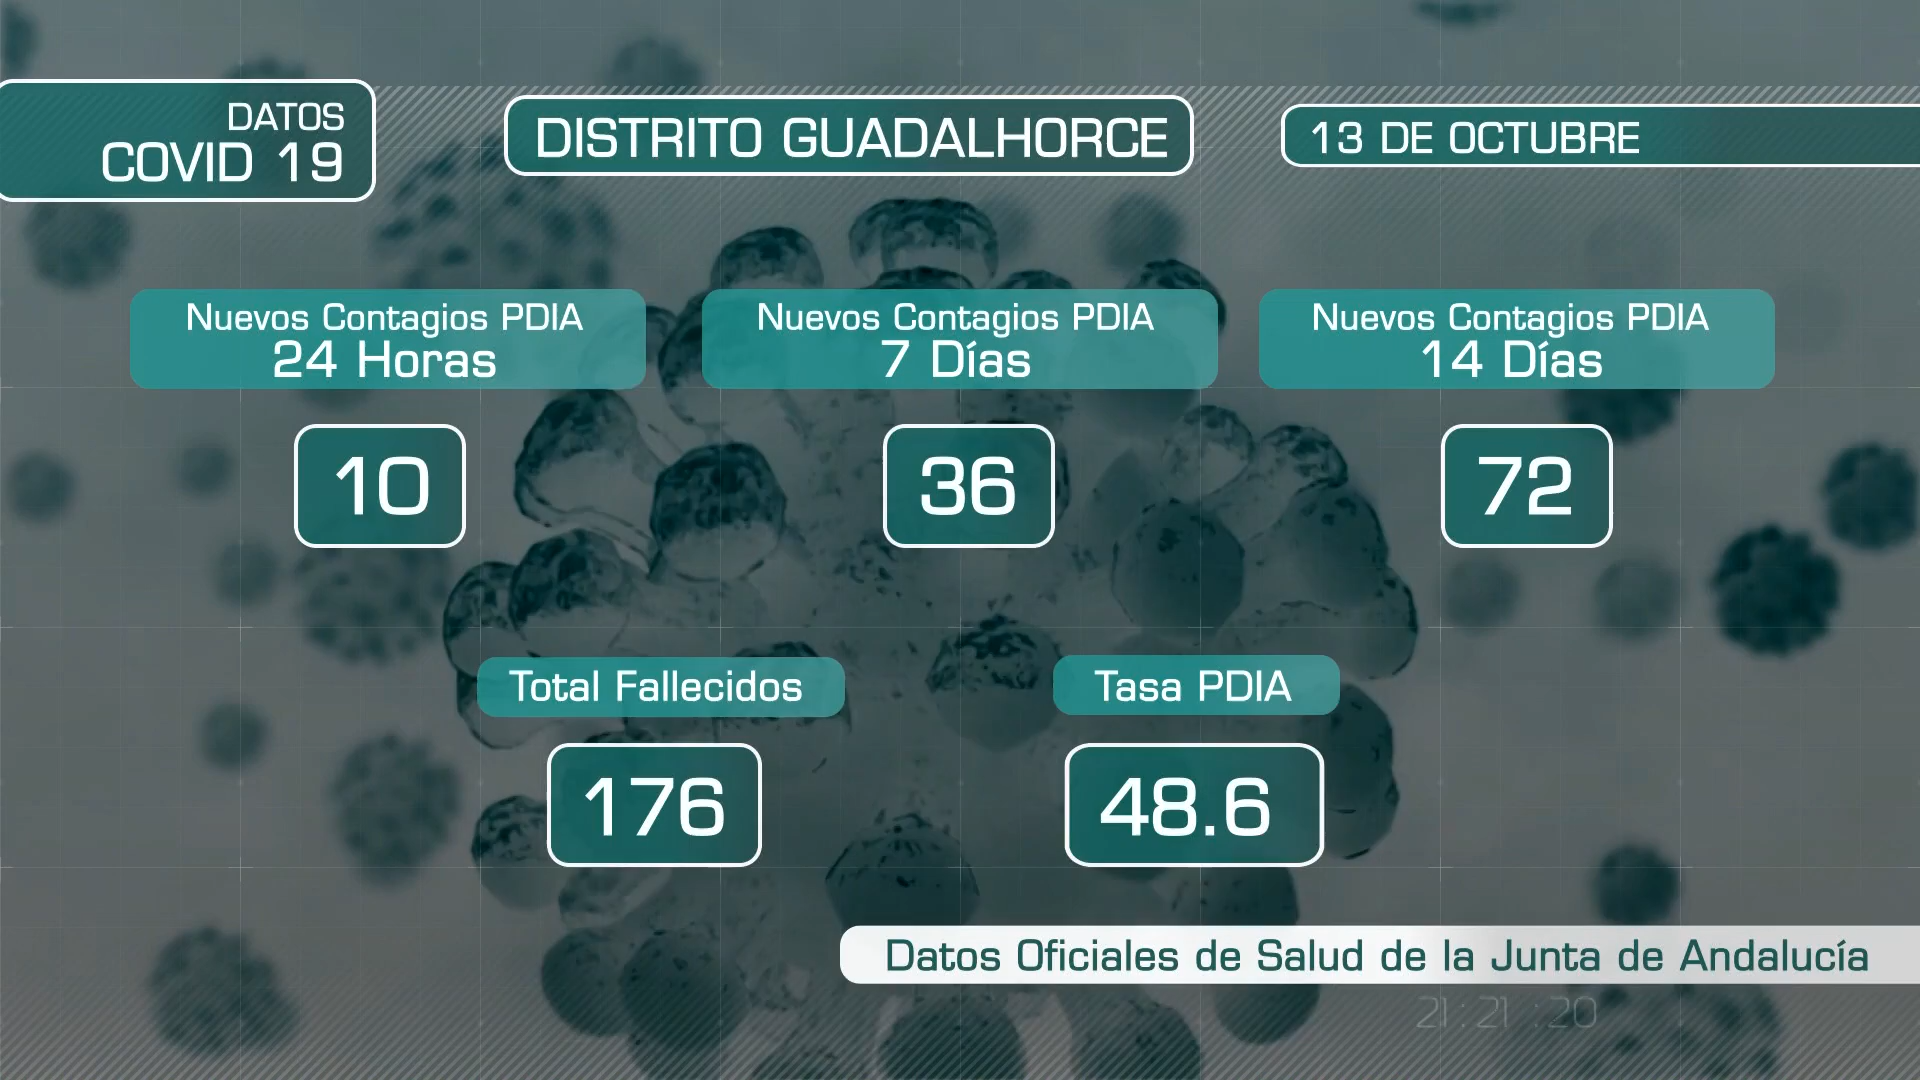 DATOS
COVID 19
DISTRITO GUADALHORCE
13 DE OCTUBRE
Nuevos Contagios PDIA
24 Horas
Nuevos Contagios PDIA
7 Días
Nuevos Contagios PDIA
14 Días
10
36
72
Total Fallecidos
Tasa PDIA
176
48.6
Datos Oficiales de Salud de la Junta de Andalucía
21:21 :20